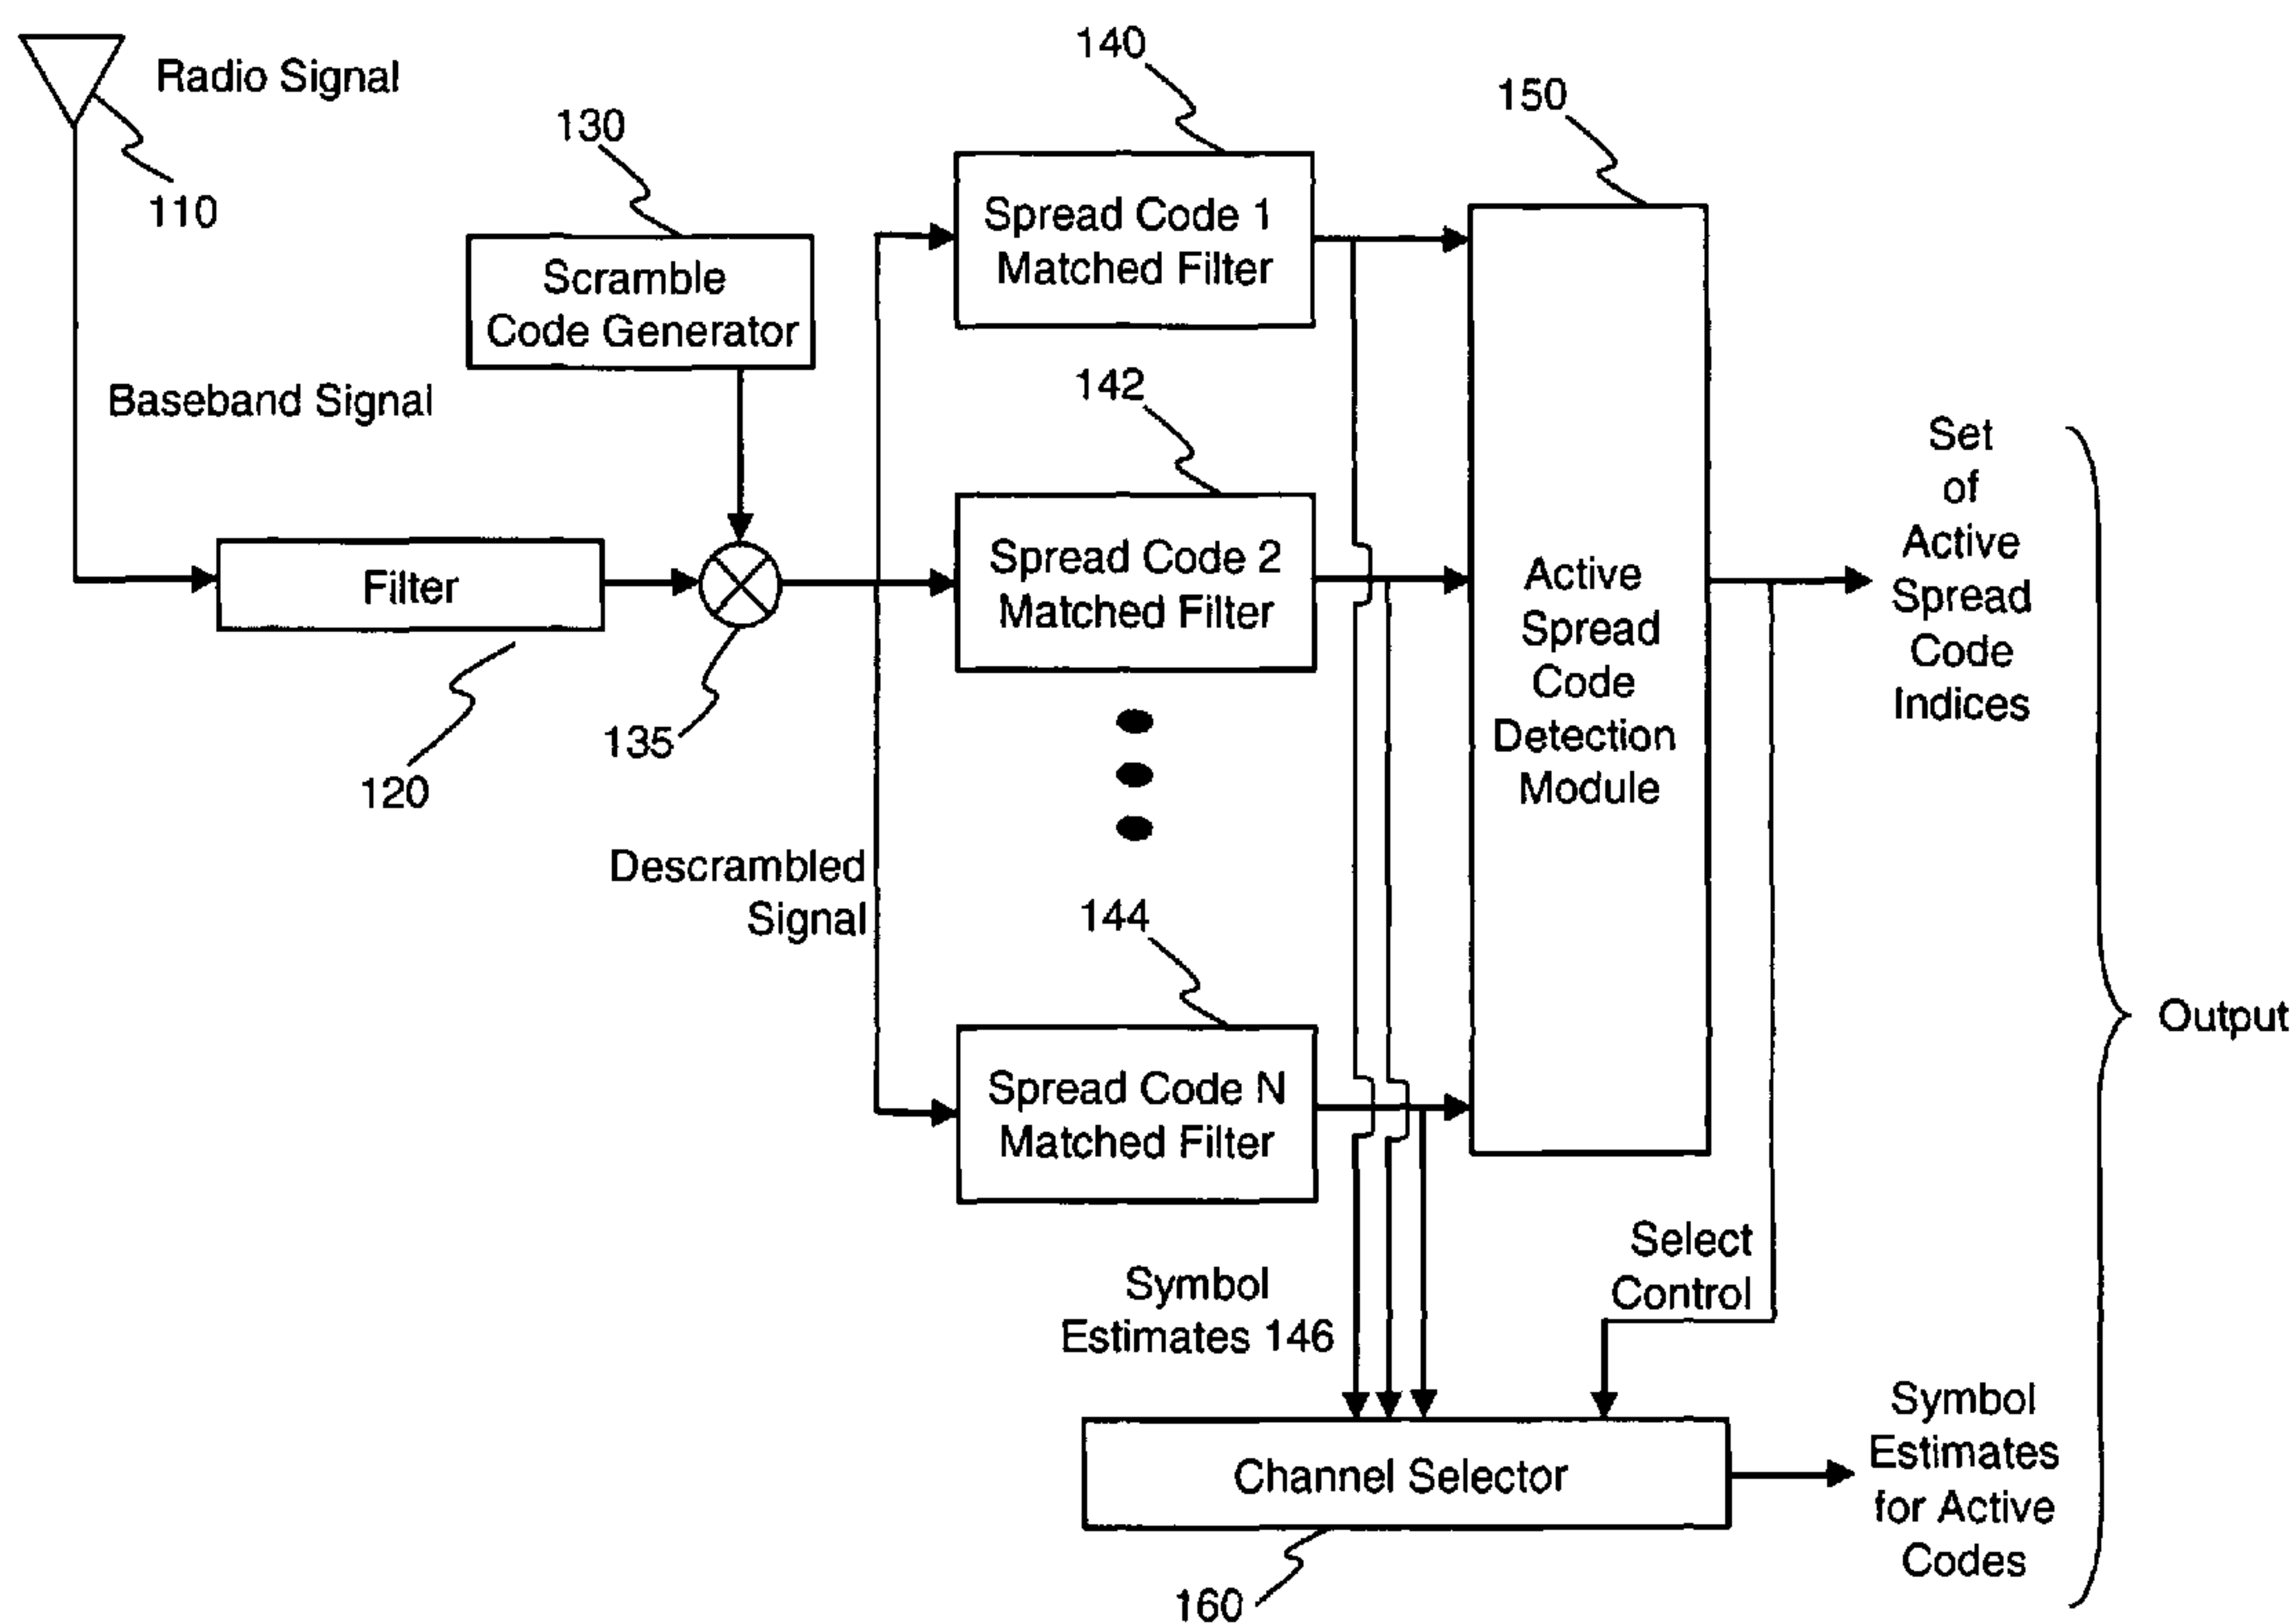 Radio Signal
110
130
Scramble
Code Generator
Baseband Signal
Filter
120
135
Descrambled
Signal
140
Spread Code 1
Matched Filter
142
Spread Code 2
Matched Filter
144
Spread Code N
Matched Filter
Symbol
Estimates 146
150
Active
Spread
Code
Detection
Module
Select
Control
Channel Selector
160
Set
of
Active
Spread
Code
Indices
Symbol
Estimates
for Active
Codes
Output